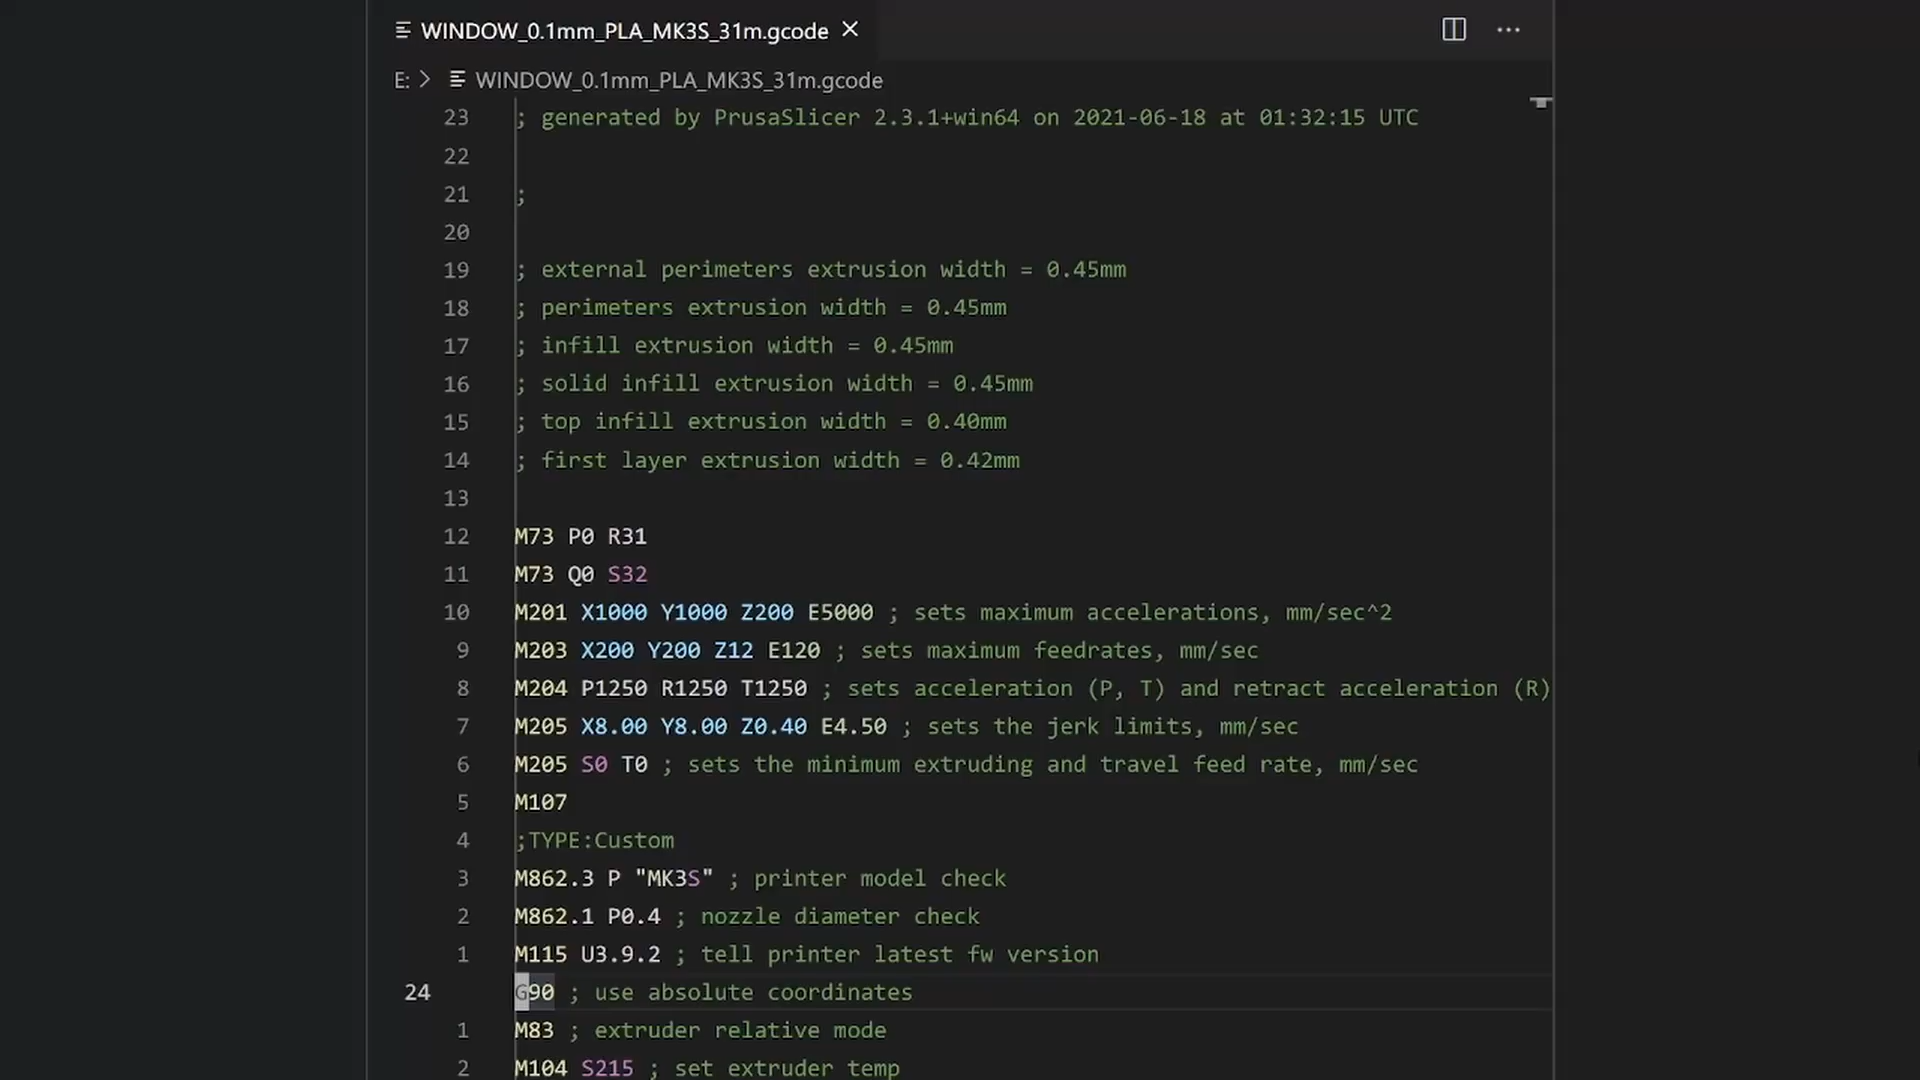 WINDOW_0.1mm_PLA_MK3S_31m.gcode
E: > WINDOW_0.1mm_PLA_MK3S_31m.gcode
23 ; generated by PrusaSlicer 2.3.1+win64 on 2021-06-18 at 01:32:15 UTC
22
21 ;
20
19 ; external perimeters extrusion width = 0.45mm
18 ; perimeters extrusion width = 0.45mm
17 ; infill extrusion width = 0.45mm
16 ; solid infill extrusion width = 0.45mm
15 ; top infill extrusion width = 0.40mm
14 ; first layer extrusion width = 0.42mm
13
12 M73 P0 R31
11 M73 Q0 S32
10 M201 X1000 Y1000 Z200 E5000 ; sets maximum accelerations, mm/sec^2
9 M203 X200 Y200 Z12 E120 ; sets maximum feedrates, mm/sec
8 M204 P1250 R1250 T1250 ; sets acceleration (P, T) and retract acceleration (R)
7 M205 X8.00 Y8.00 Z0.40 E4.50 ; sets the jerk limits, mm/sec
6 M205 S0 T0 ; sets the minimum extruding and travel feed rate, mm/sec
5 M107
4 ;TYPE:Custom
3 M862.3 P "MK3S" ; printer model check
2 M862.1 P0.4 ; nozzle diameter check
1 M115 U3.9.2 ; tell printer latest fw version
24 G90 ; use absolute coordinates
1 M83 ; extruder relative mode
2 M104 S215 ; set extruder temp